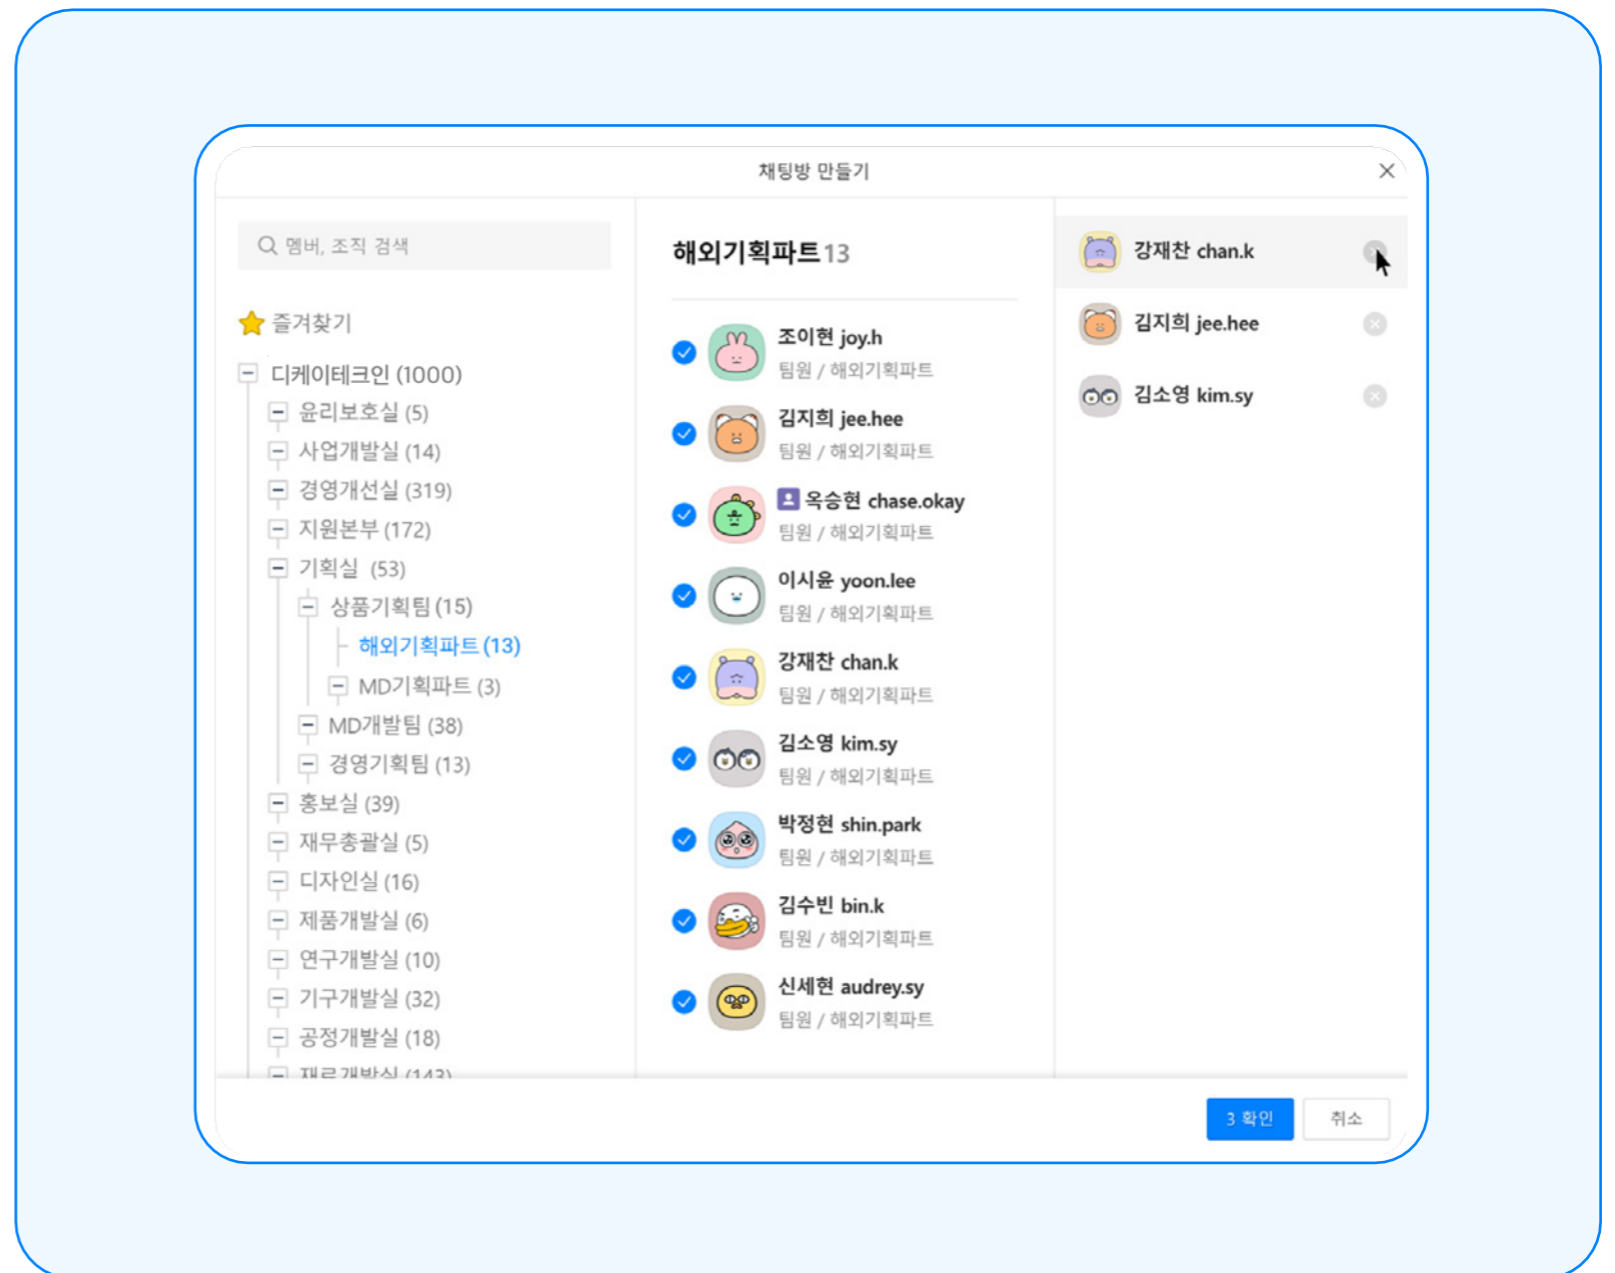 채팅방 만들기
멤버, 조직 검색
즐겨찾기
디케이테크인 (1000)
윤리보호실 (5)
사업개발실 (14)
경영개선실 (319)
지원본부 (172)
기획실 (53)
상품기획팀 (15)
해외기획파트 (13)
MD기획파트 (3)
MD개발팀 (38)
경영기획팀 (13)
홍보실 (39)
재무총괄실 (5)
디자인실 (16)
제품개발실 (6)
연구개발실 (10)
기구개발실 (32)
공정개발실 (18)
재료개발실 (143)
해외기획파트 13
조이현 joy.h
팀원 / 해외기획파트
김지희 jee.hee
팀원 / 해외기획파트
옥승현 chase.okay
팀원 / 해외기획파트
이시윤 yoon.lee
팀원 / 해외기획파트
강재찬 chan.k
팀원 / 해외기획파트
김소영 kim.sy
팀원 / 해외기획파트
박정현 shin.park
팀원 / 해외기획파트
김수빈 bin.k
팀원 / 해외기획파트
신세현 audrey.sy
팀원 / 해외기획파트
강재찬 chan.k
김지희 jee.hee
김소영 kim.sy
3 확인
취소